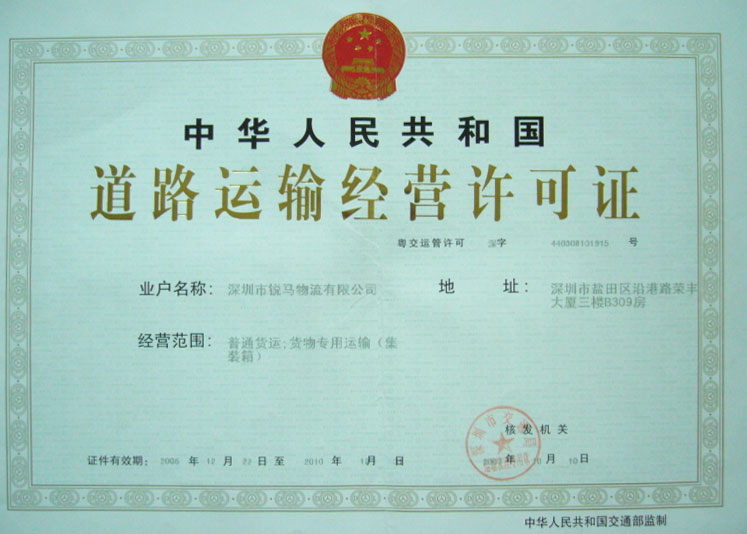 中华人民共和国
道路运输经营许可证
粤交运管许可 深字 440308101915 号
业户名称: 深圳市锐马物流有限公司
地 址: 深圳市盐田区沿港路荣丰
大厦三楼B309房
经营范围: 普通货运;货物专用运输(集
装箱)
核发机关
证件有效期: 2006 年 12 月 22 日 至 2010 年 月 日
年 10 月 10 日
深圳市交
中华人民共和国交通部监制